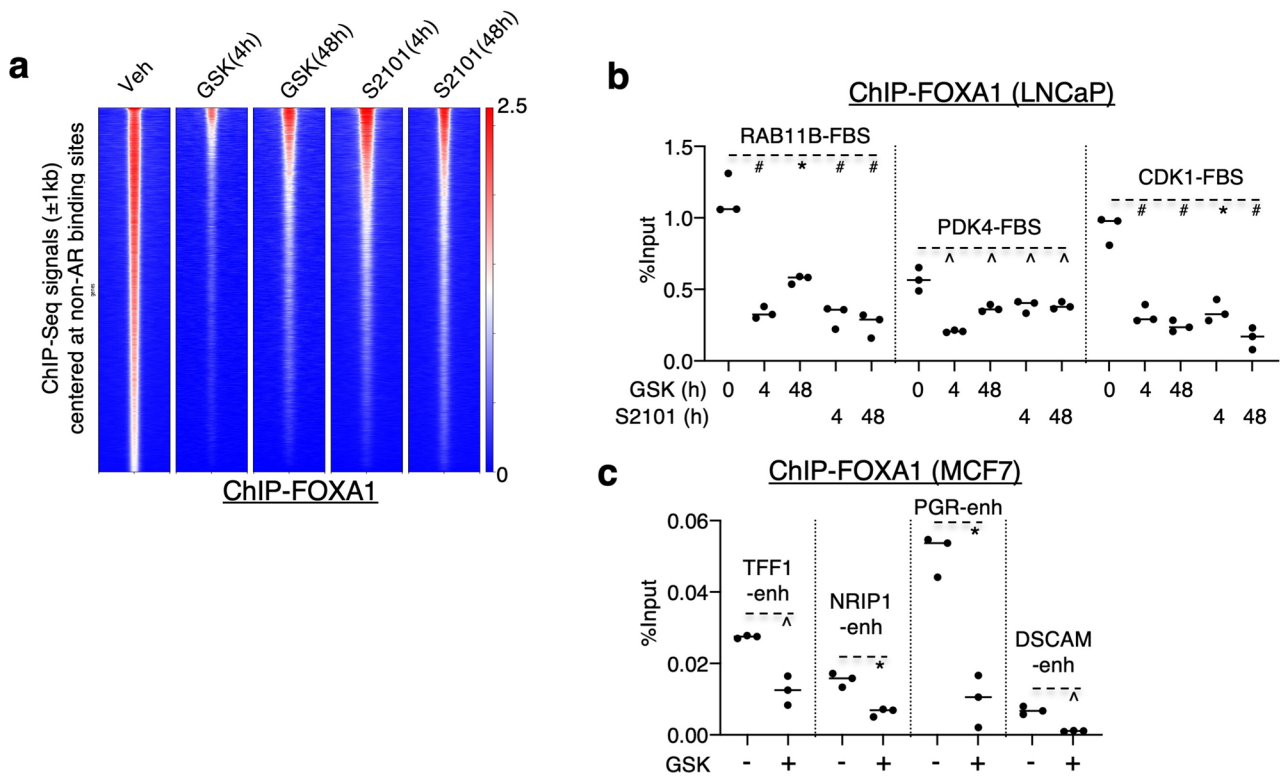 a
Veh
GSK(4h)
GSK(48h)
S2101(4h)
S2101(48h)
2.5
0
ChIP-Seq signals (±1kb)
centered at non-AR binding sites
genes
ChIP-FOXA1
b
ChIP-FOXA1 (LNCaP)
RAB11B-FBS
# * # #
PDK4-FBS
^ ^ ^ ^
CDK1-FBS
# # * #
%Input
1.5
1.0
0.5
0.0
GSK (h) 0 4 48 0 4 48 0 4 48
S2101 (h) 4 48 4 48 4 48
c
ChIP-FOXA1 (MCF7)
%Input
0.06
0.04
0.02
0.00
TFF1
-enh
^
NRIP1
-enh
*
PGR-enh
*
DSCAM
-enh
^
GSK - + - + - + - +